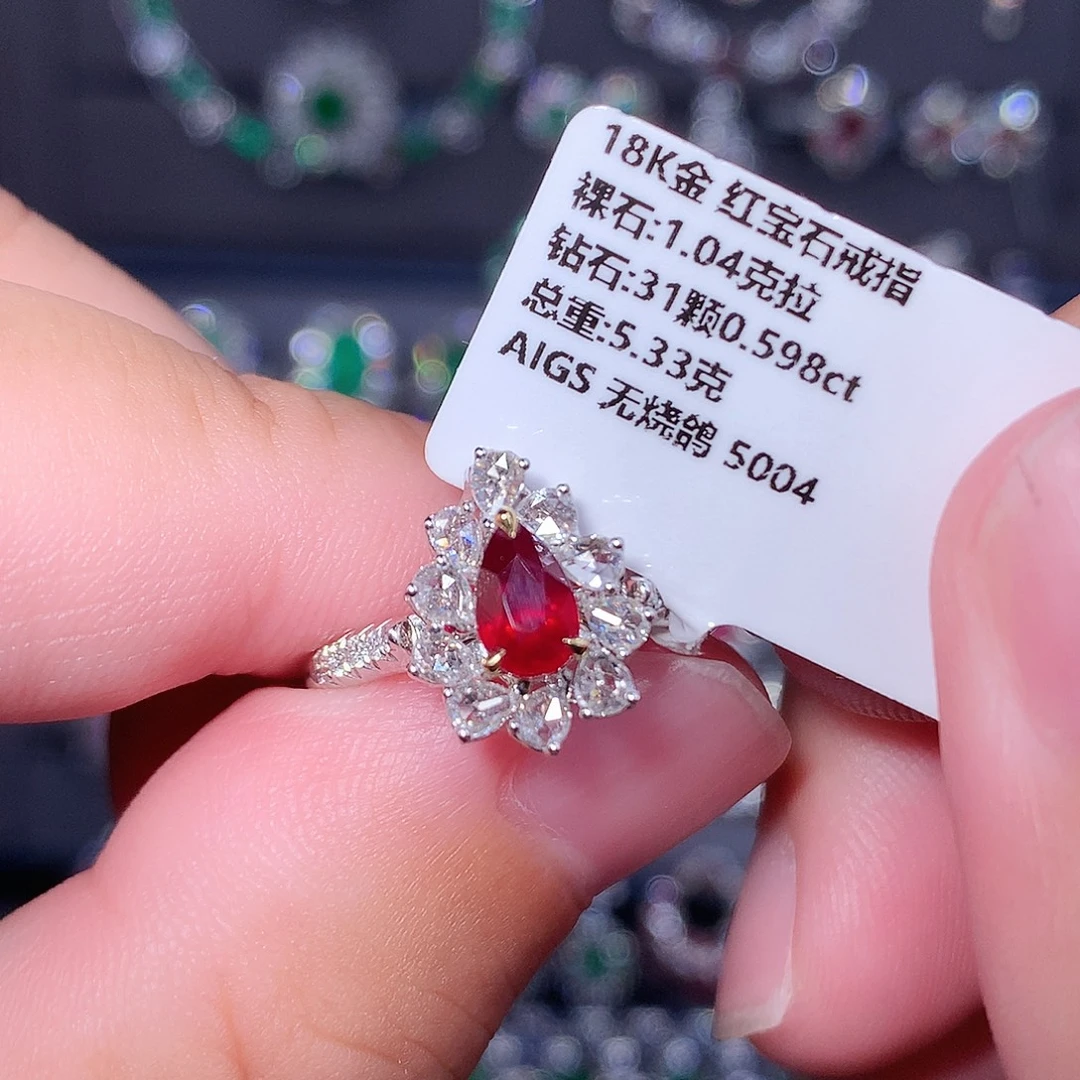 18K金 红宝石戒指
裸石:1.04克拉
钻石:31颗0.598ct
总重:5.33克
AIGS 无烧鸽 5004